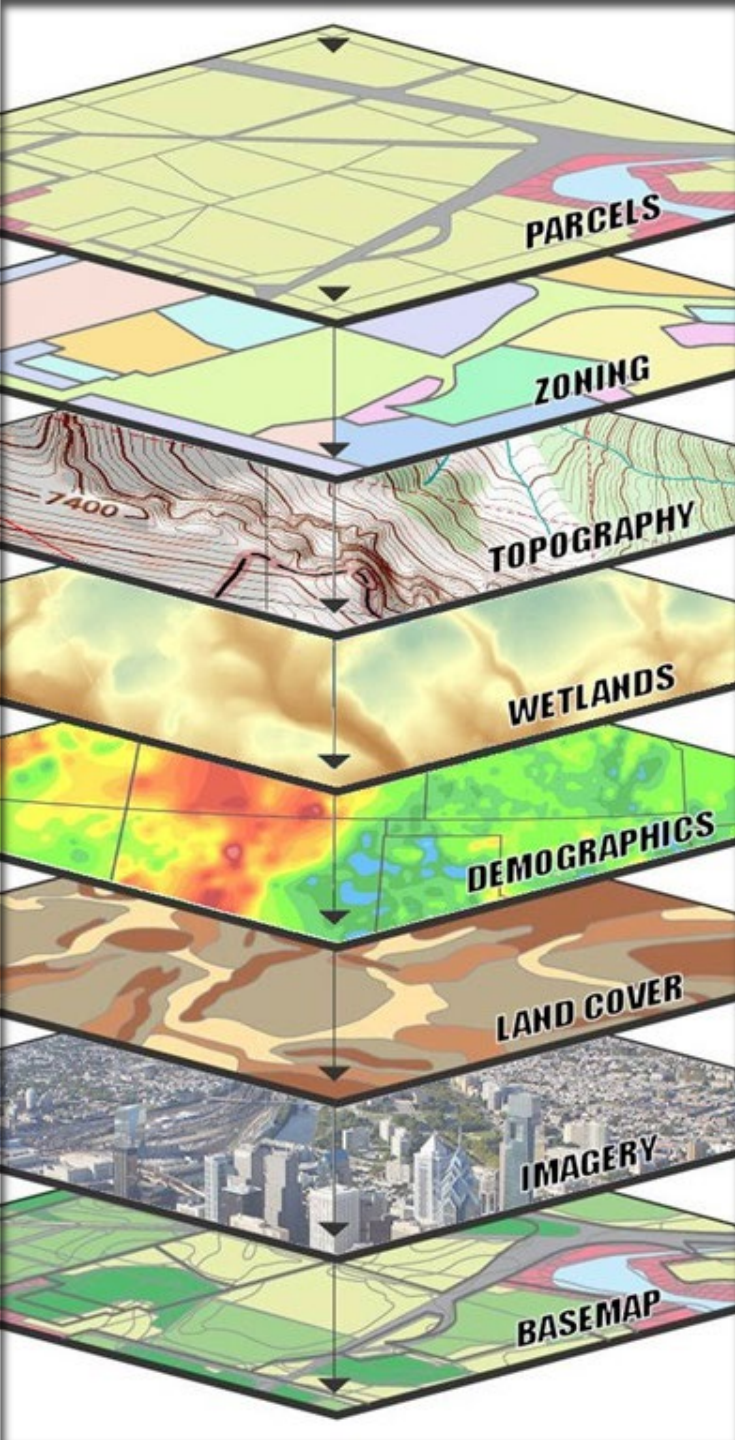 PARCELS
ZONING
7400
TOPOGRAPHY
WETLANDS
DEMOGRAPHICS
LAND COVER
IMAGERY
BASEMAP